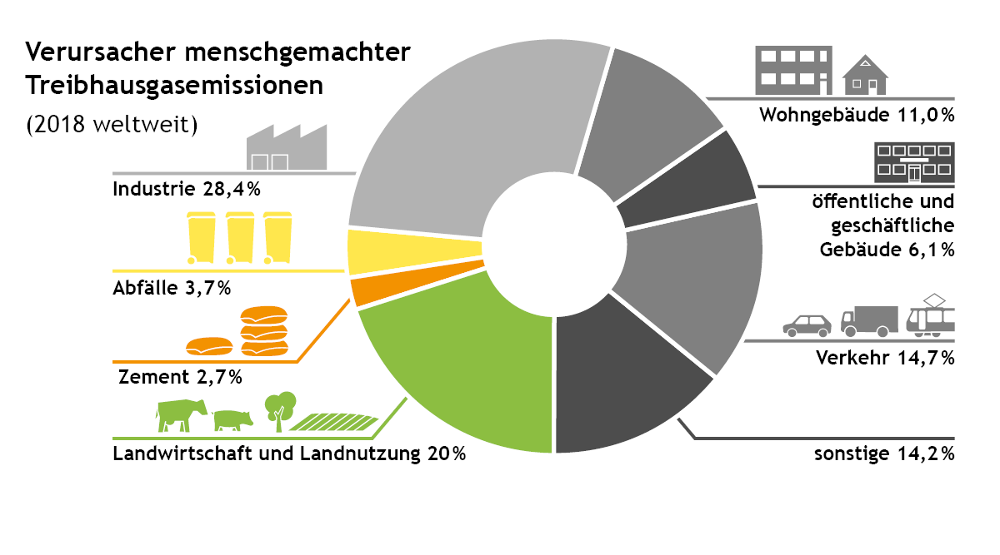 Verursacher menschgemachter
Treibhausgasemissionen
(2018 weltweit)
Industrie 28,4%
Abfälle 3,7%
Zement 2,7%
Landwirtschaft und Landnutzung 20%
Wohngebäude 11,0%
öffentliche und
geschäftliche
Gebäude 6,1%
Verkehr 14,7%
sonstige 14,2%